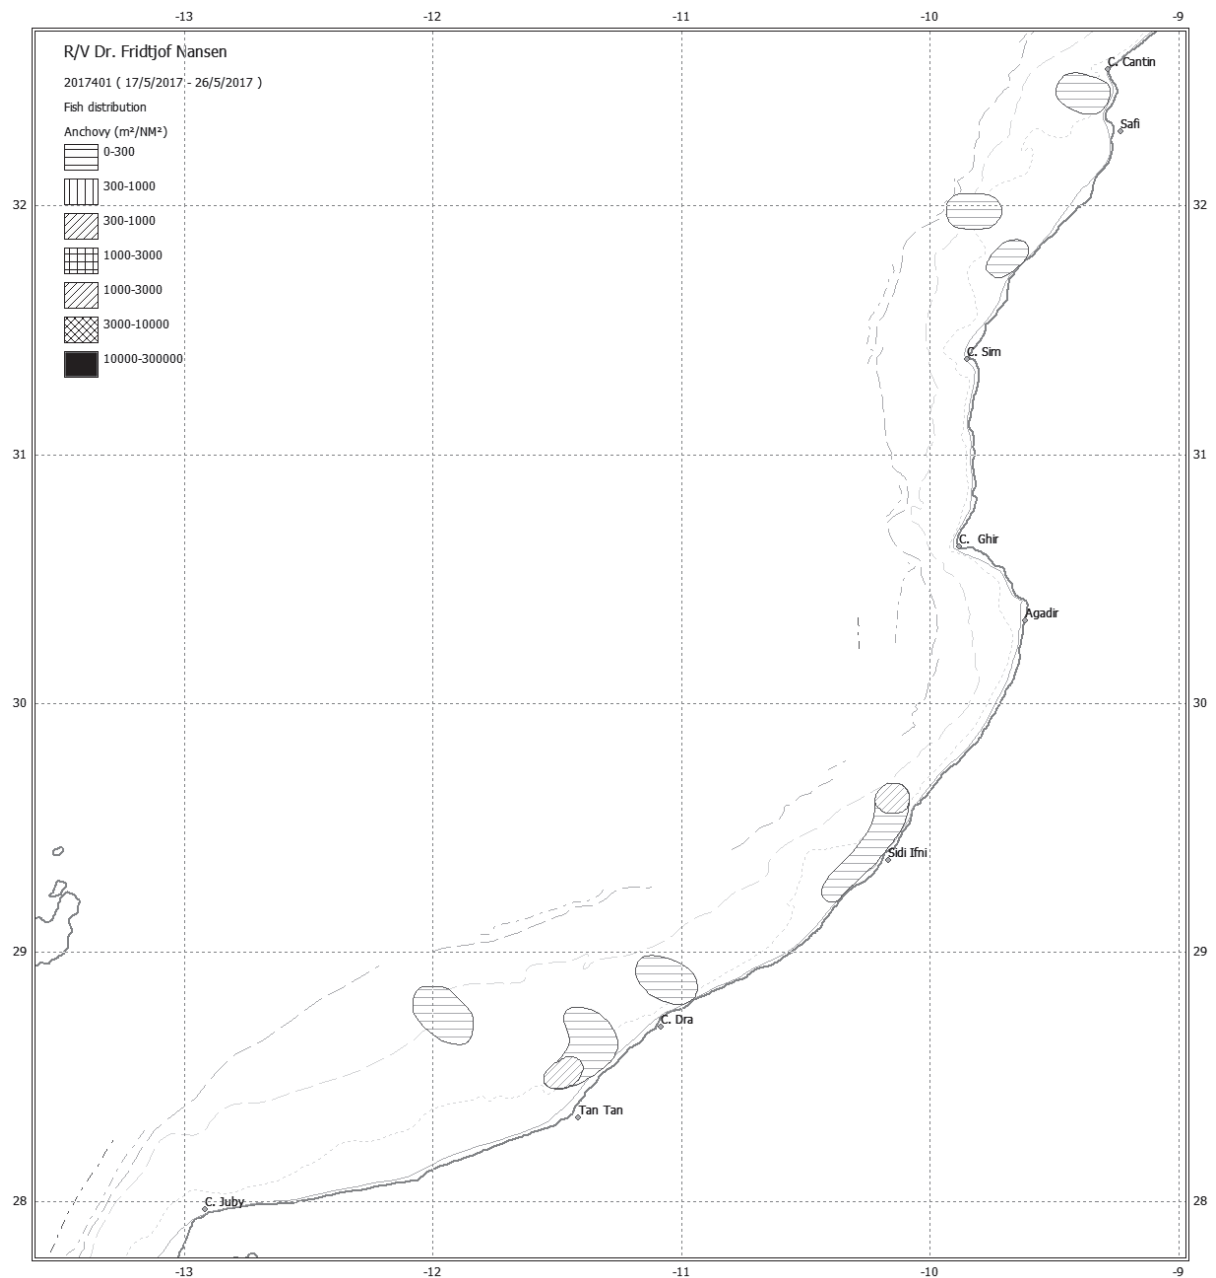 -13 -12 -11 -10 -9
R/V Dr. Fridtjof Nansen
2017401 ( 17/5/2017 - 26/5/2017 )
Fish distribution
Anchovy (m²/NM²)
0-300
300-1000
300-1000
1000-3000
1000-3000
3000-10000
10000-300000
C. Cantin
Safi
32 32
C. Sim
31 31
C. Ghir
Agadir
30 30
Sidi Ifni
29 29
C. Dra
Tan Tan
28 28
C. Juby
-13 -12 -11 -10 -9